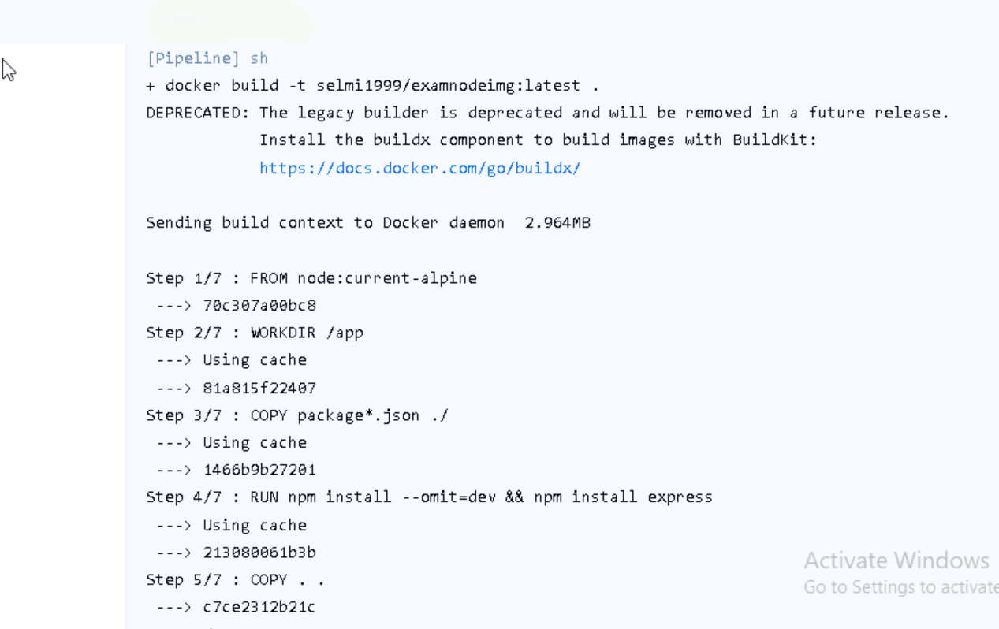 [Pipeline] sh
+ docker build -t selmi1999/examnodeimg:latest .
DEPRECATED: The legacy builder is deprecated and will be removed in a future release.
Install the buildx component to build images with BuildKit:
https://docs.docker.com/go/buildx/
Sending build context to Docker daemon  2.964MB
Step 1/7 : FROM node:current-alpine
---> 70c307a00bc8
Step 2/7 : WORKDIR /app
---> Using cache
---> 81a815f22407
Step 3/7 : COPY package*.json ./
---> Using cache
---> 1466b9b27201
Step 4/7 : RUN npm install --omit=dev && npm install express
---> Using cache
---> 213080061b3b
Step 5/7 : COPY . .
---> c7ce2312b21c
Activate Windows
Go to Settings to activate